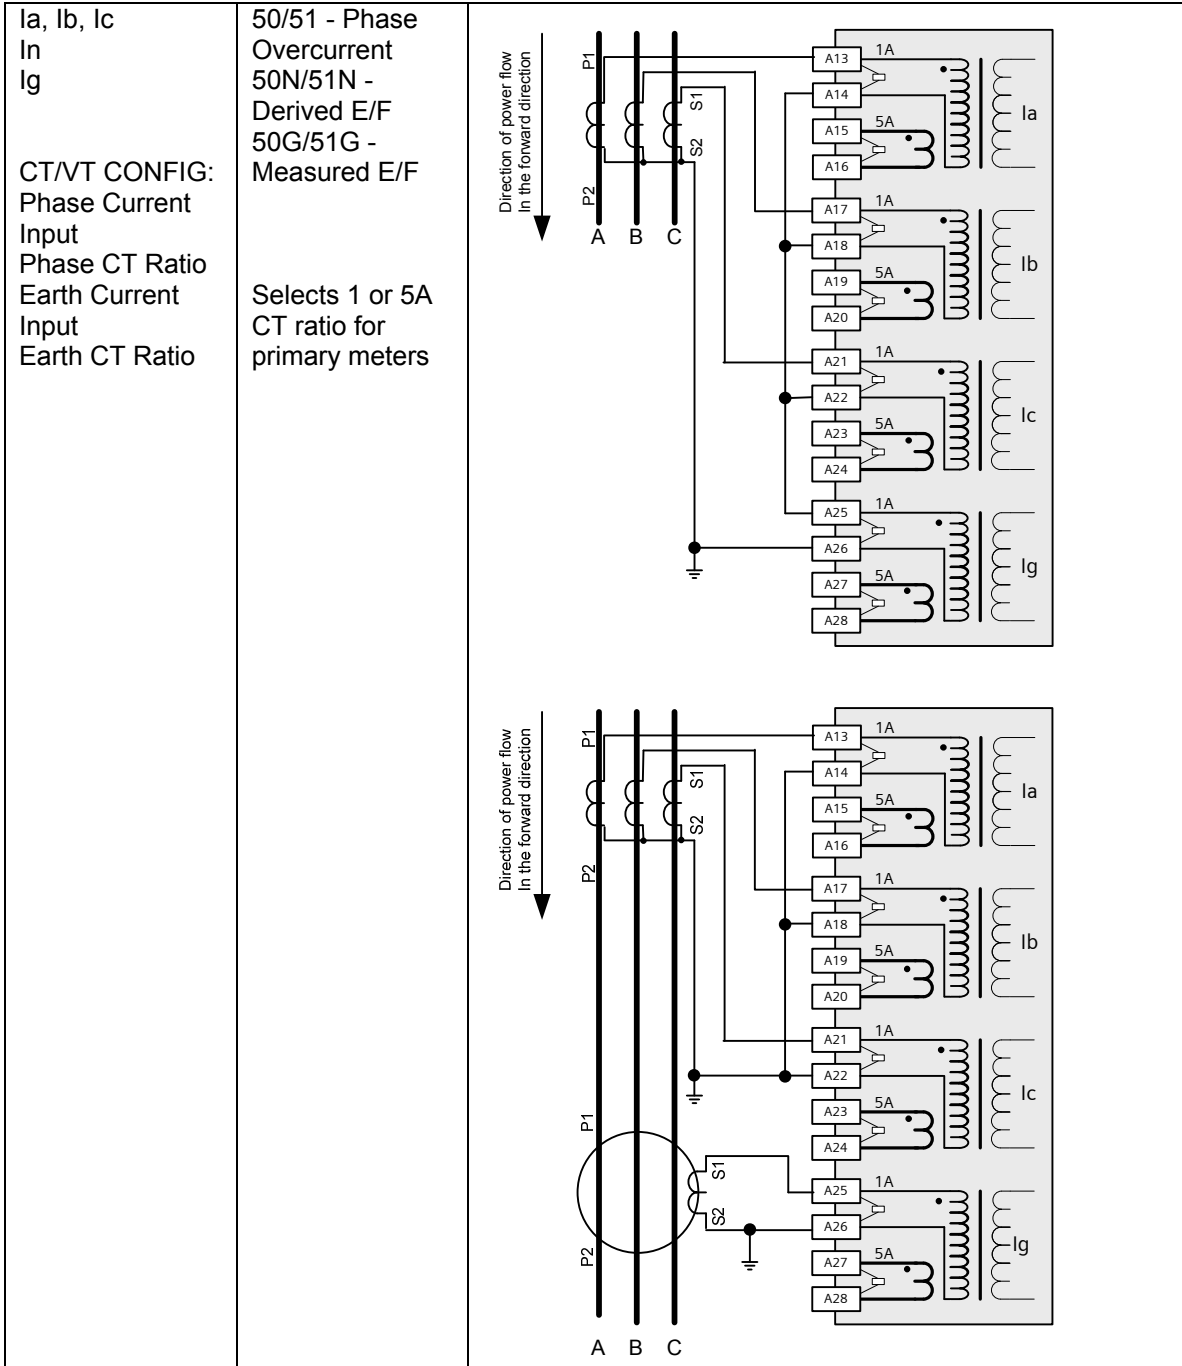 Ia, Ib, Ic
In
Ig
CT/VT CONFIG:
Phase Current
Input
Phase CT Ratio
Earth Current
Input
Earth CT Ratio
50/51 - Phase
Overcurrent
50N/51N -
Derived E/F
50G/51G -
Measured E/F
Selects 1 or 5A
CT ratio for
primary meters
Direction of power flow
In the forward direction
P1
P2
S1
S2
A B C
A13
1A
A14
A15
5A
A16
Ia
A17
1A
A18
A19
5A
A20
Ib
A21
1A
A22
A23
5A
A24
Ic
A25
1A
A26
A27
5A
A28
Ig
Direction of power flow
In the forward direction
P1
P2
S1
S2
P1
P2
S1
S2
A B C
A13
1A
A14
A15
5A
A16
Ia
A17
1A
A18
A19
5A
A20
Ib
A21
1A
A22
A23
5A
A24
Ic
A25
1A
A26
A27
5A
A28
Ig